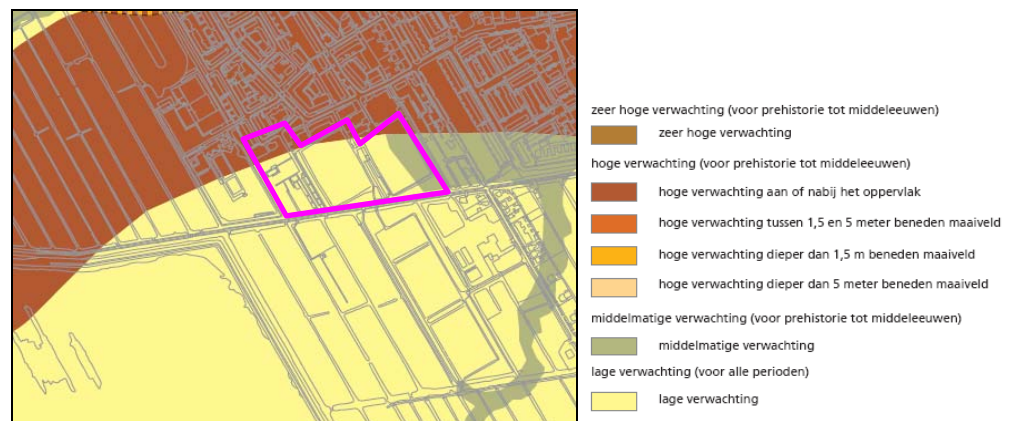 zeer hoge verwachting (voor prehistorie tot middeleeuwen)
zeer hoge verwachting
hoge verwachting (voor prehistorie tot middeleeuwen)
hoge verwachting aan of nabij het oppervlak
hoge verwachting tussen 1,5 en 5 meter beneden maaiveld
hoge verwachting dieper dan 1,5 m beneden maaiveld
hoge verwachting dieper dan 5 meter beneden maaiveld
middelmatige verwachting (voor prehistorie tot middeleeuwen)
middelmatige verwachting
lage verwachting (voor alle perioden)
lage verwachting